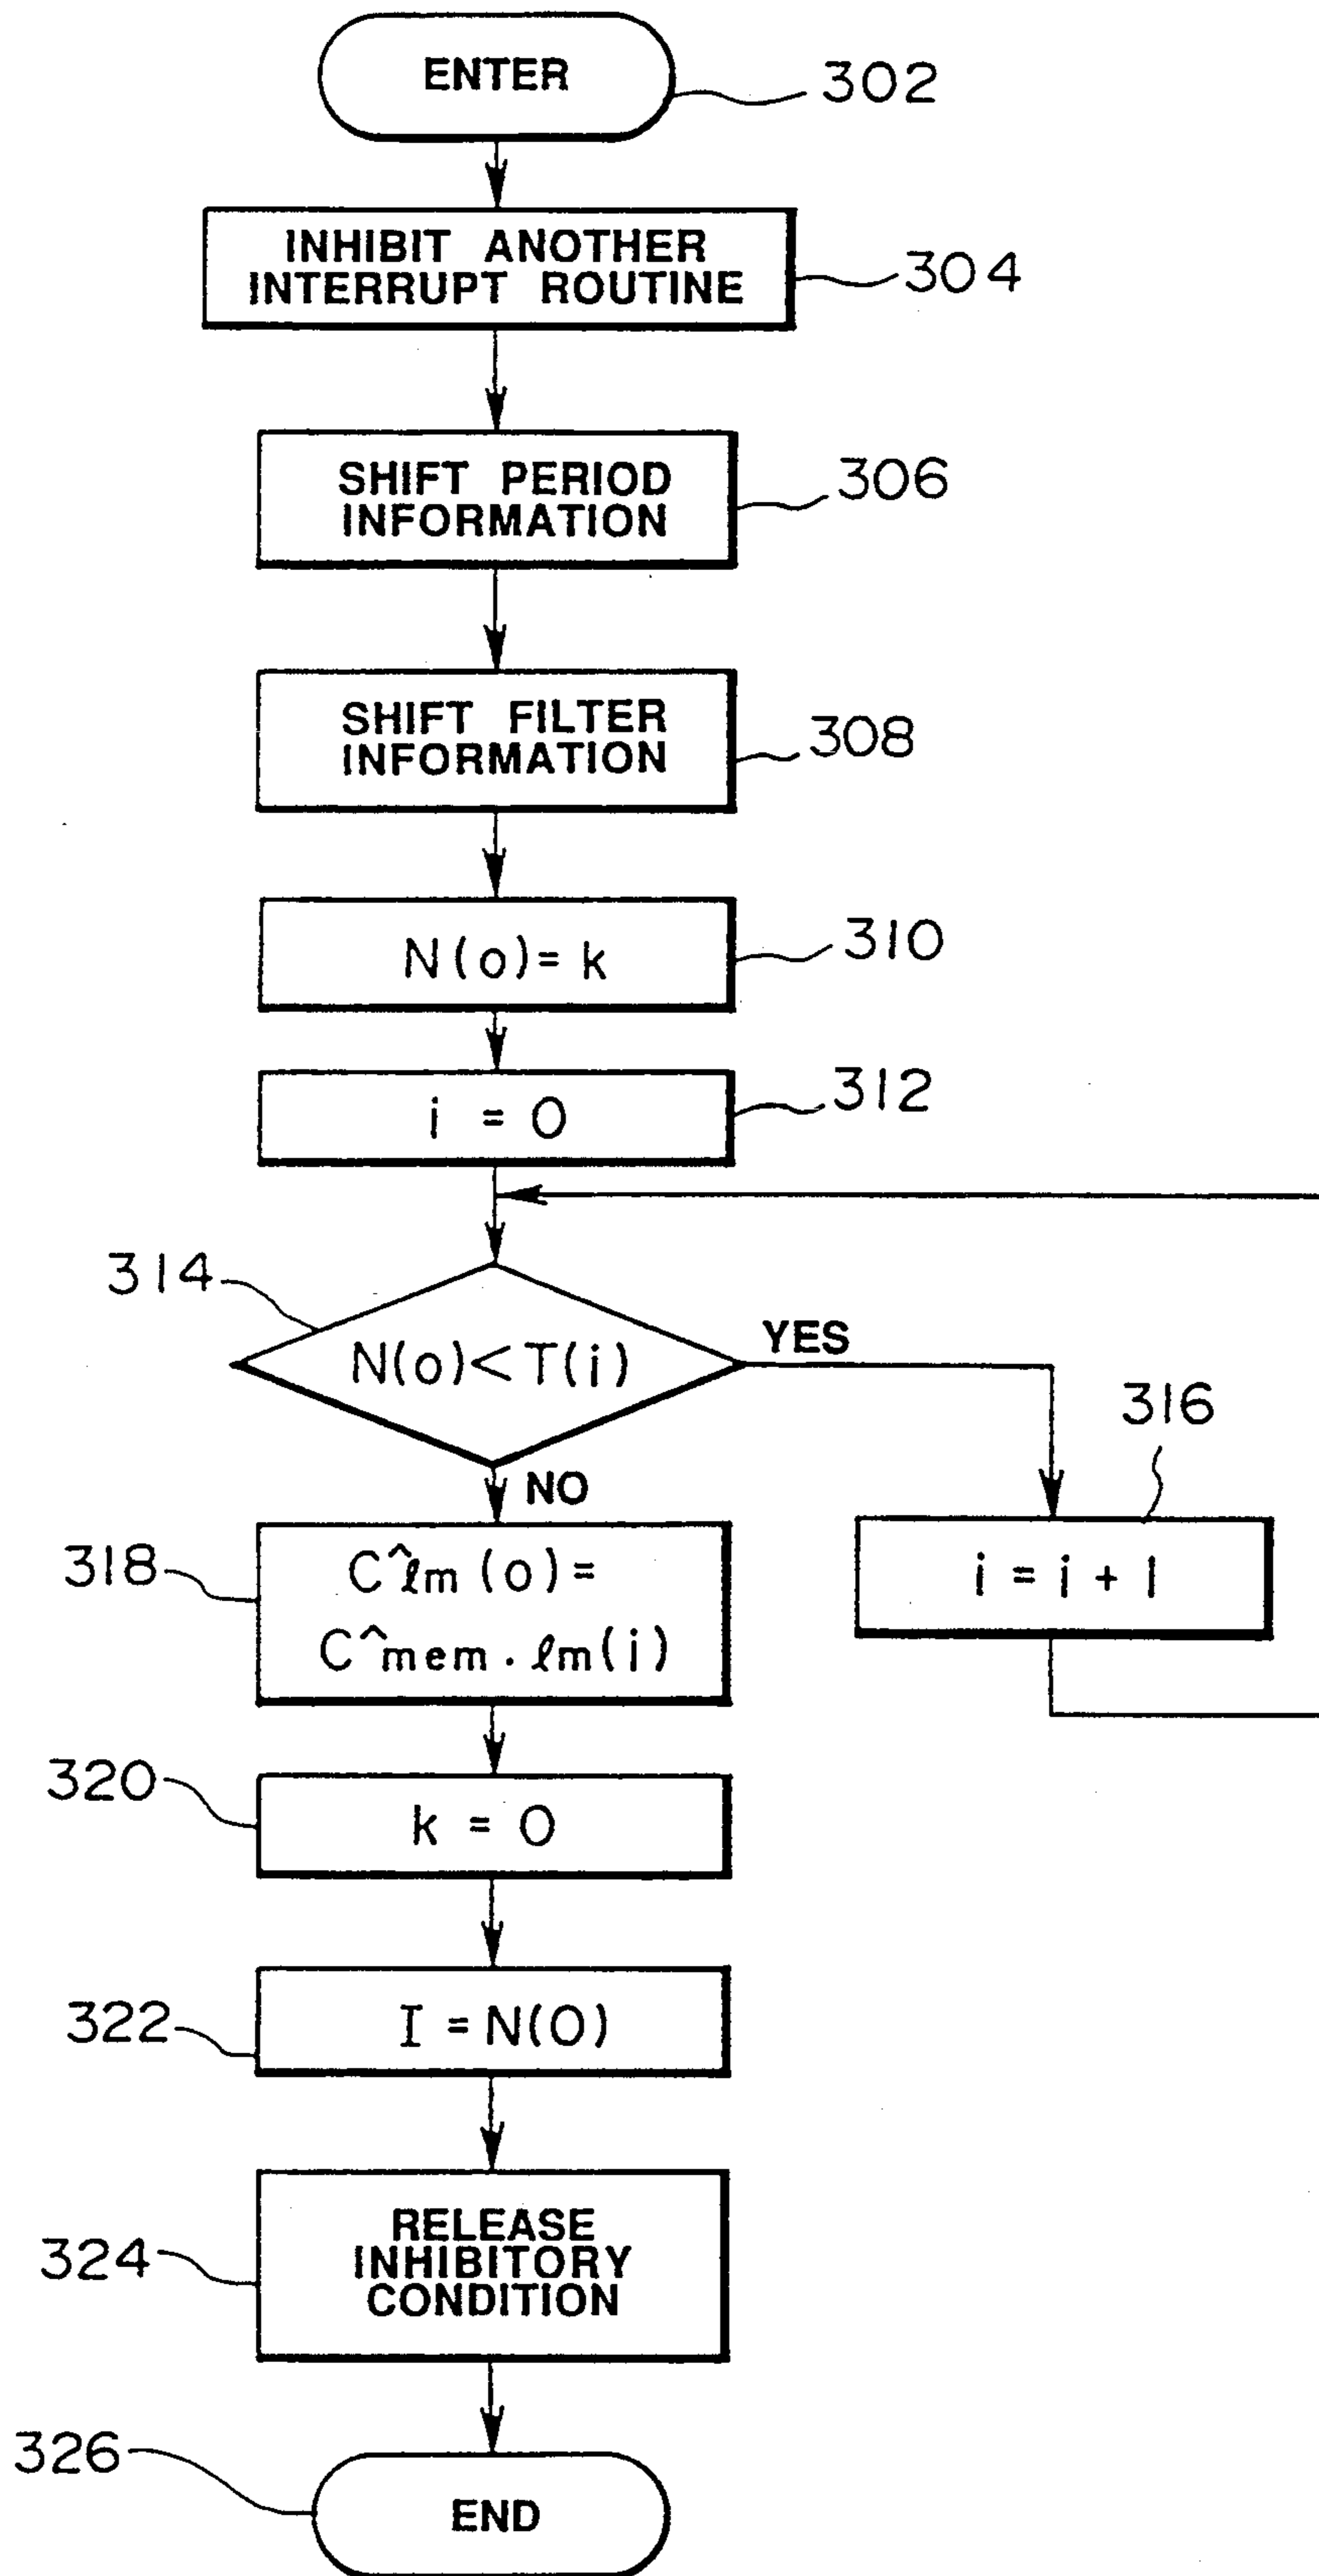 ENTER
302
INHIBIT ANOTHER
INTERRUPT ROUTINE
304
SHIFT PERIOD
INFORMATION
306
SHIFT FILTER
INFORMATION
308
N(o)= k
310
i = 0
312
314
N(o)<T(i)
YES
316
i = i + 1
NO
318
C^ℓm(o)=
C^mem.ℓm(i)
320
k = 0
322
I = N(0)
324
RELEASE
INHIBITORY
CONDITION
326
END